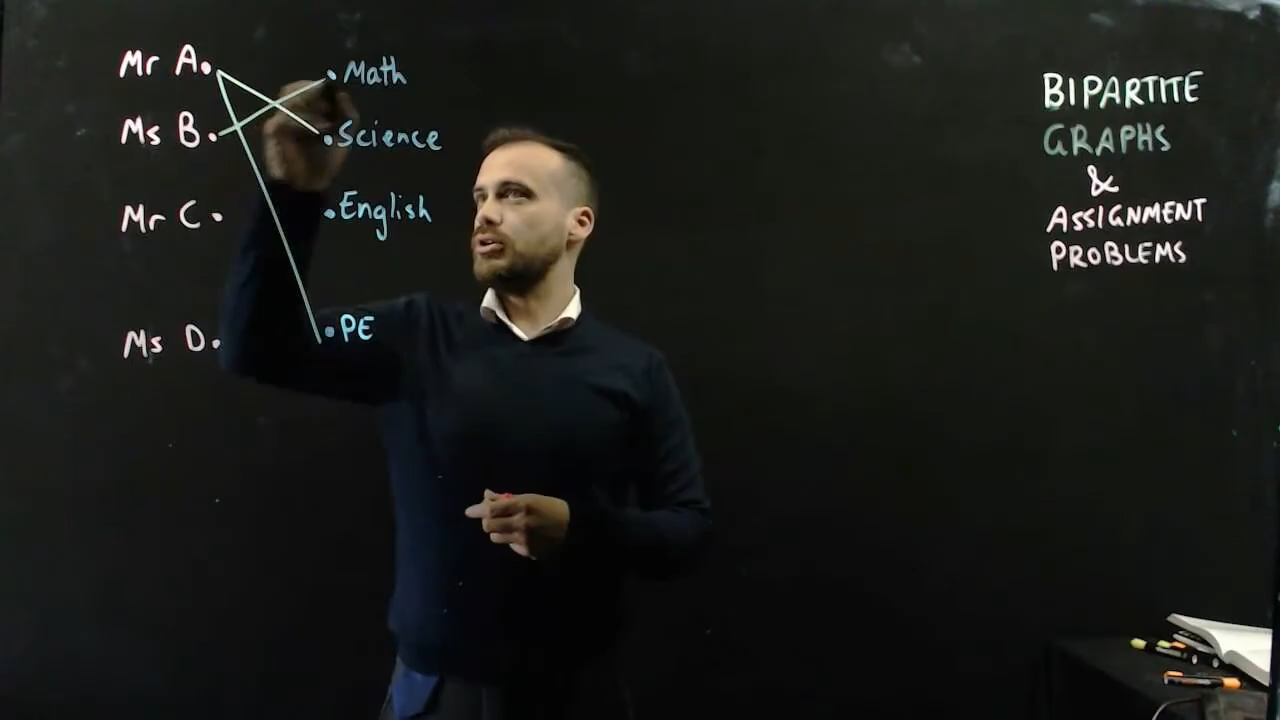 Mr A
Ms B
Mr C
Ms D
Math
Science
English
PE
BIPARTITE
GRAPHS
&
ASSIGNMENT
PROBLEMS